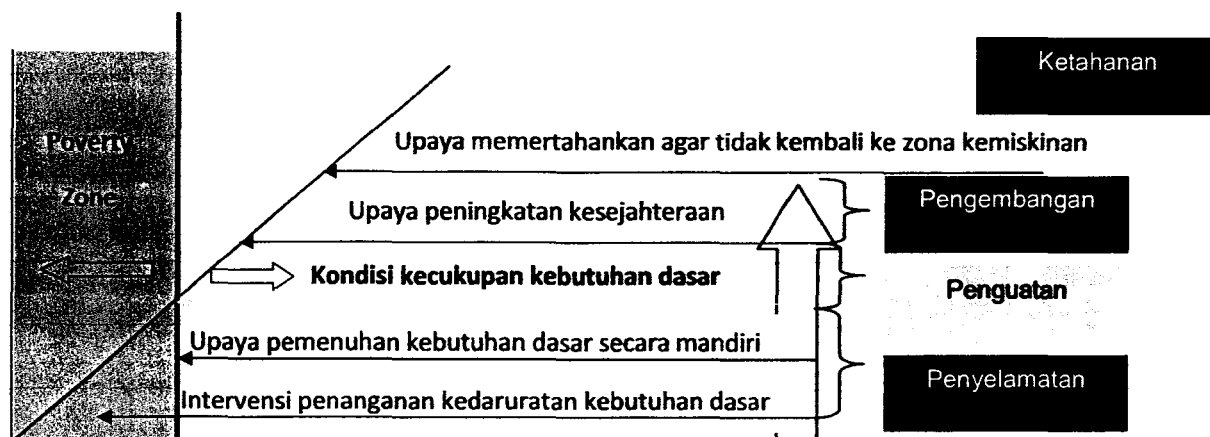 Ketahanan
Poverty
Zone
Upaya memertahankan agar tidak kembali ke zona kemiskinan
Pengembangan
Upaya peningkatan kesejahteraan
Kondisi kecukupan kebutuhan dasar
Penguatan
Upaya pemenuhan kebutuhan dasar secara mandiri
Penyelamatan
Intervensi penanganan kedaruratan kebutuhan dasar